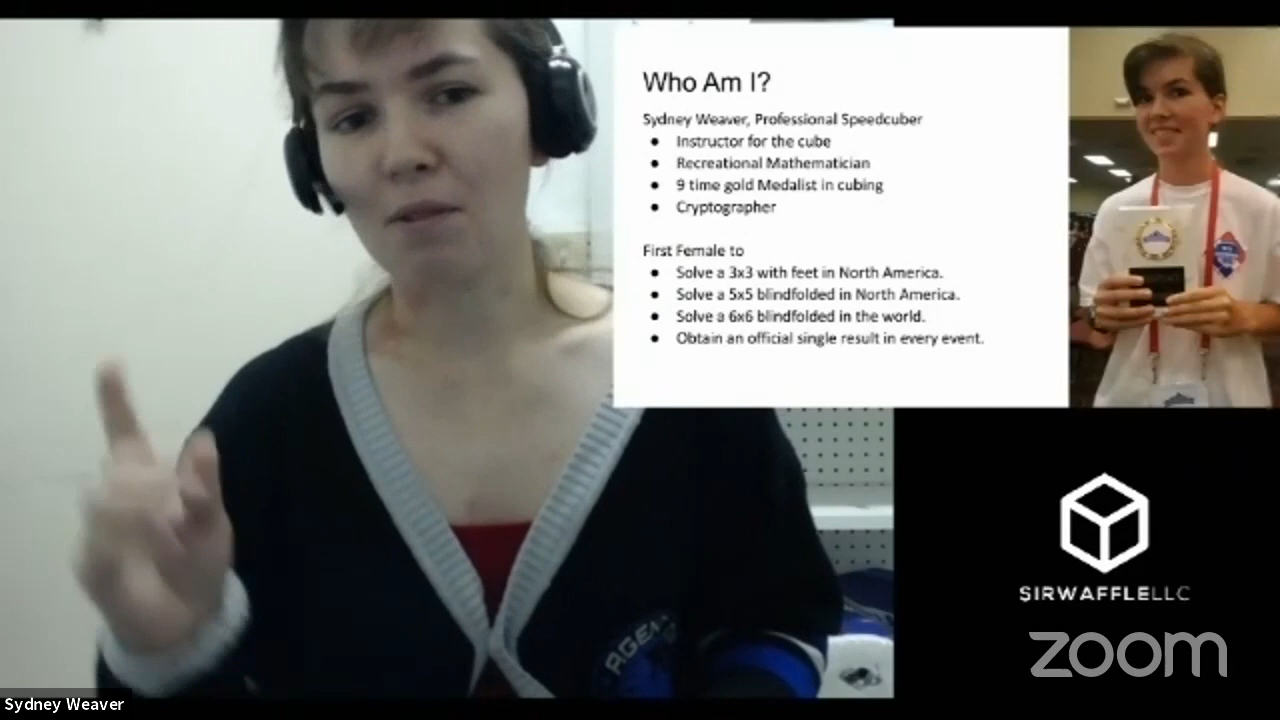 Who Am I?
Sydney Weaver, Professional Speedcuber
● Instructor for the cube
● Recreational Mathematician
● 9 time gold Medalist in cubing
● Cryptographer
First Female to
● Solve a 3x3 with feet in North America.
● Solve a 5x5 blindfolded in North America.
● Solve a 6x6 blindfolded in the world.
● Obtain an official single result in every event.
SIRWAFFLELLC
zoom
Sydney Weaver